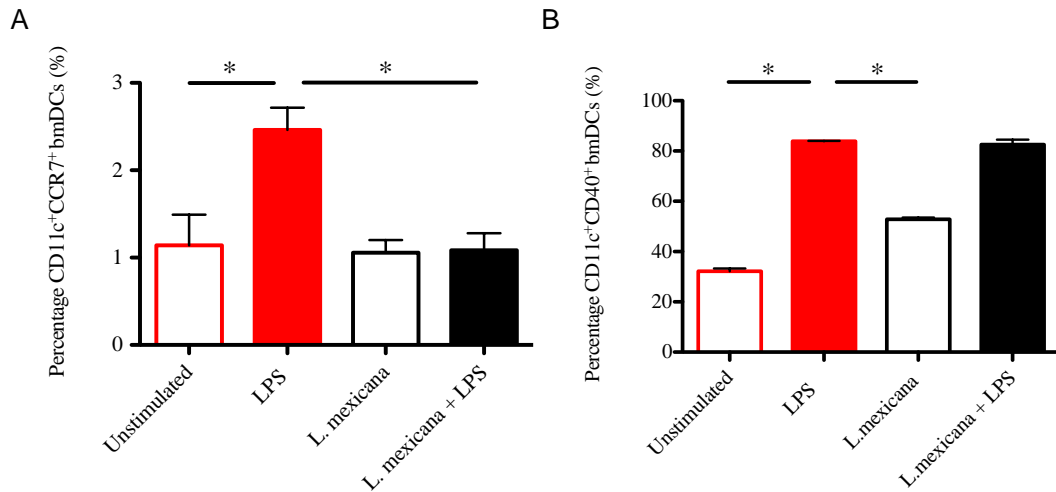 A
Percentage CD11c⁺CCR7⁺ bmDCs (%)
3
2
1
0
*
*
Unstimulated
LPS
L. mexicana
L. mexicana + LPS
B
Percentage CD11c⁺CD40⁺ bmDCs (%)
100
80
60
40
20
0
*
*
Unstimulated
LPS
L.mexicana
L.mexicana + LPS